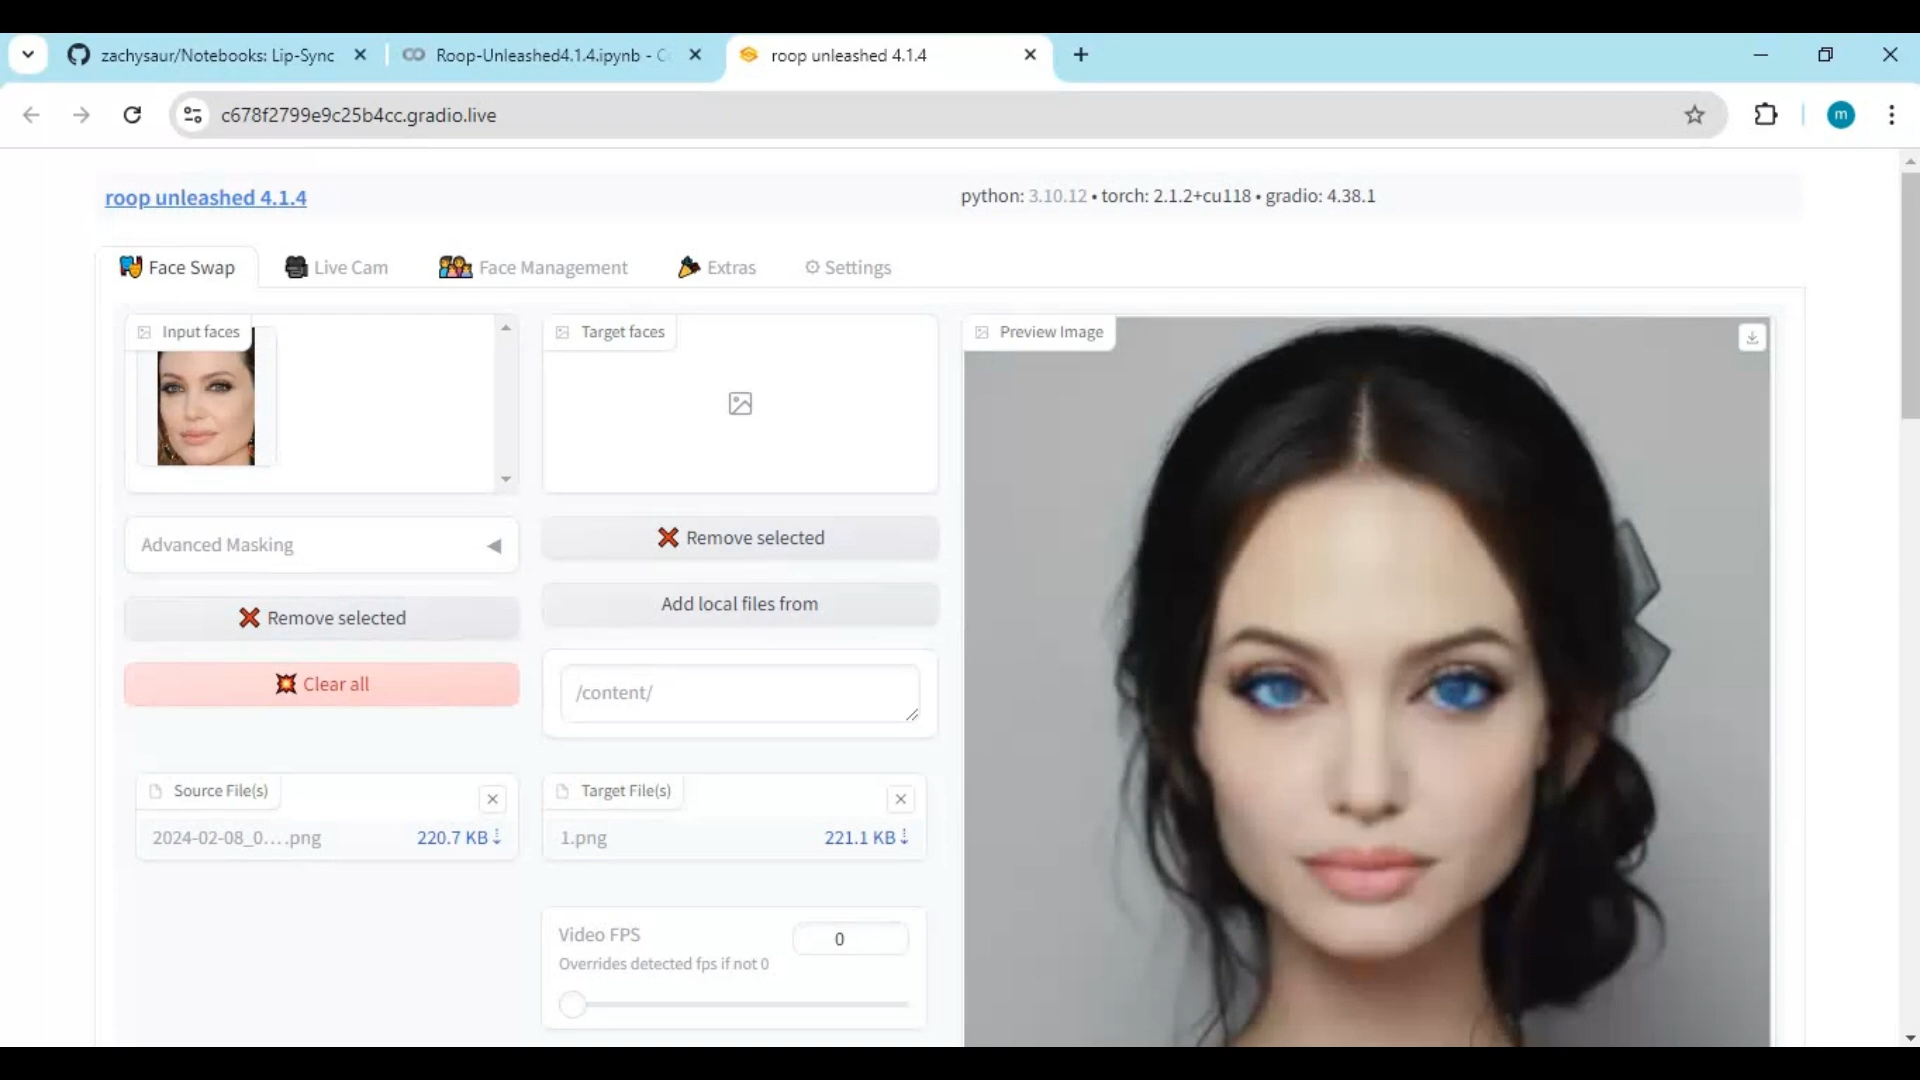 zachysaur/Notebooks: Lip-Sync
Roop-Unleashed4.1.4.ipynb - C
roop unleashed 4.1.4
c678f2799e9c25b4cc.gradio.live
m
roop unleashed 4.1.4
python: 3.10.12 • torch: 2.1.2+cu118 • gradio: 4.38.1
Face Swap
Live Cam
Face Management
Extras
Settings
Input faces
Target faces
Preview Image
Advanced Masking
Remove selected
Remove selected
Add local files from
Clear all
/content/
Source File(s)
Target File(s)
2024-02-08_0....png 220.7 KB
1.png 221.1 KB
Video FPS
0
Overrides detected fps if not 0